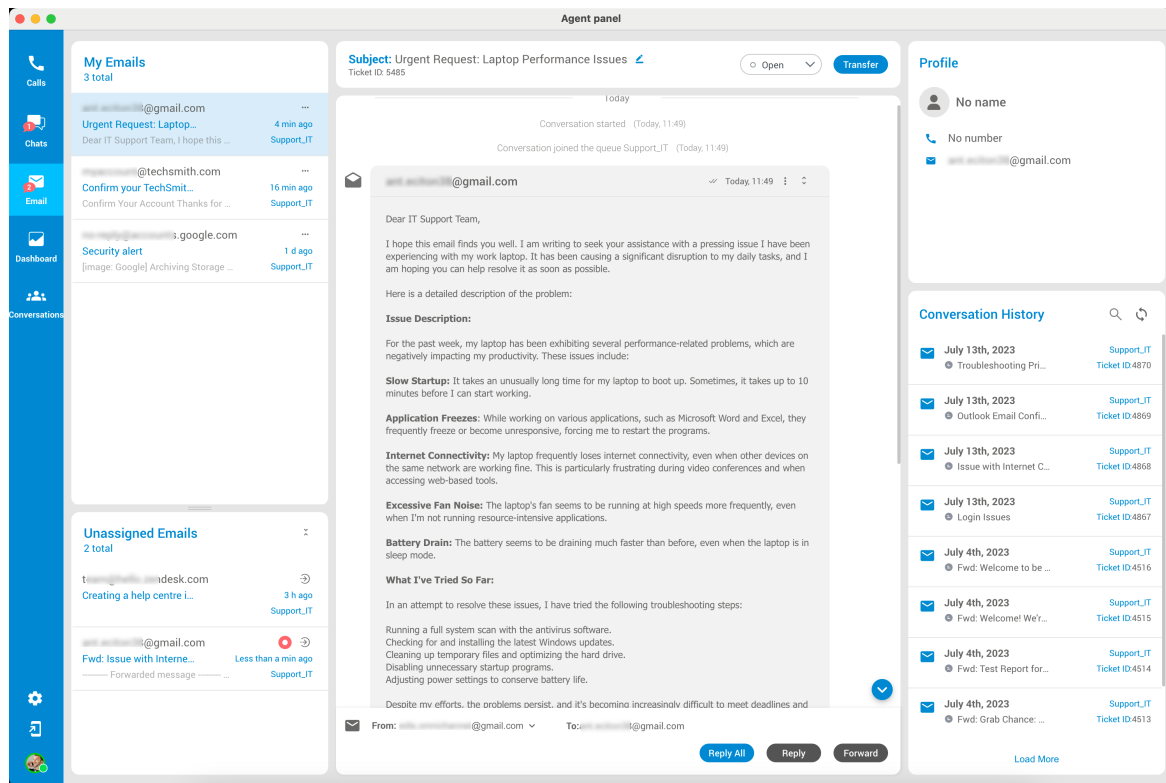 Agent panel
Calls
1
Chats
2
Email
Dashboard
Conversations
My Emails
3 total
@gmail.com
Urgent Request: Laptop... 4 min ago
Dear IT Support Team, I hope this ... Support_IT
@techsmith.com
Confirm your TechSmit... 16 min ago
Confirm Your Account Thanks for ... Support_IT
s.google.com
Security alert 1 d ago
[image: Google] Archiving Storage ... Support_IT
Unassigned Emails
2 total
t ndesk.com
Creating a help centre i... 3 h ago
Support_IT
@gmail.com
Fwd: Issue with Interne... Less than a min ago
——— Forwarded message ——— ... Support_IT
Subject: Urgent Request: Laptop Performance Issues
Ticket ID: 5485
Open
Transfer
Today
Conversation started (Today, 11:49)
Conversation joined the queue Support_IT (Today, 11:49)
@gmail.com Today, 11:49
Dear IT Support Team,
I hope this email finds you well. I am writing to seek your assistance with a pressing issue I have been
experiencing with my work laptop. It has been causing a significant disruption to my daily tasks, and I
am hoping you can help resolve it as soon as possible.
Here is a detailed description of the problem:
Issue Description:
For the past week, my laptop has been exhibiting several performance-related problems, which are
negatively impacting my productivity. These issues include:
Slow Startup: It takes an unusually long time for my laptop to boot up. Sometimes, it takes up to 10
minutes before I can start working.
Application Freezes: While working on various applications, such as Microsoft Word and Excel, they
frequently freeze or become unresponsive, forcing me to restart the programs.
Internet Connectivity: My laptop frequently loses internet connectivity, even when other devices on
the same network are working fine. This is particularly frustrating during video conferences and when
accessing web-based tools.
Excessive Fan Noise: The laptop's fan seems to be running at high speeds more frequently, even
when I'm not running resource-intensive applications.
Battery Drain: The battery seems to be draining much faster than before, even when the laptop is in
sleep mode.
What I've Tried So Far:
In an attempt to resolve these issues, I have tried the following troubleshooting steps:
Running a full system scan with the antivirus software.
Checking for and installing the latest Windows updates.
Cleaning up temporary files and optimizing the hard drive.
Disabling unnecessary startup programs.
Adjusting power settings to conserve battery life.
Despite my efforts, the problems persist, and it's becoming increasingly difficult to meet deadlines and
From: @gmail.com To: @gmail.com
Reply All
Reply
Forward
Profile
No name
No number
@gmail.com
Conversation History
July 13th, 2023 Support_IT
Troubleshooting Pri... Ticket ID:4870
July 13th, 2023 Support_IT
Outlook Email Confi... Ticket ID:4869
July 13th, 2023 Support_IT
Issue with Internet C... Ticket ID:4868
July 13th, 2023 Support_IT
Login Issues Ticket ID:4867
July 4th, 2023 Support_IT
Fwd: Welcome to be ... Ticket ID:4516
July 4th, 2023 Support_IT
Fwd: Welcome! We'r... Ticket ID:4515
July 4th, 2023 Support_IT
Fwd: Test Report for... Ticket ID:4514
July 4th, 2023 Support_IT
Fwd: Grab Chance: ... Ticket ID:4513
Load More